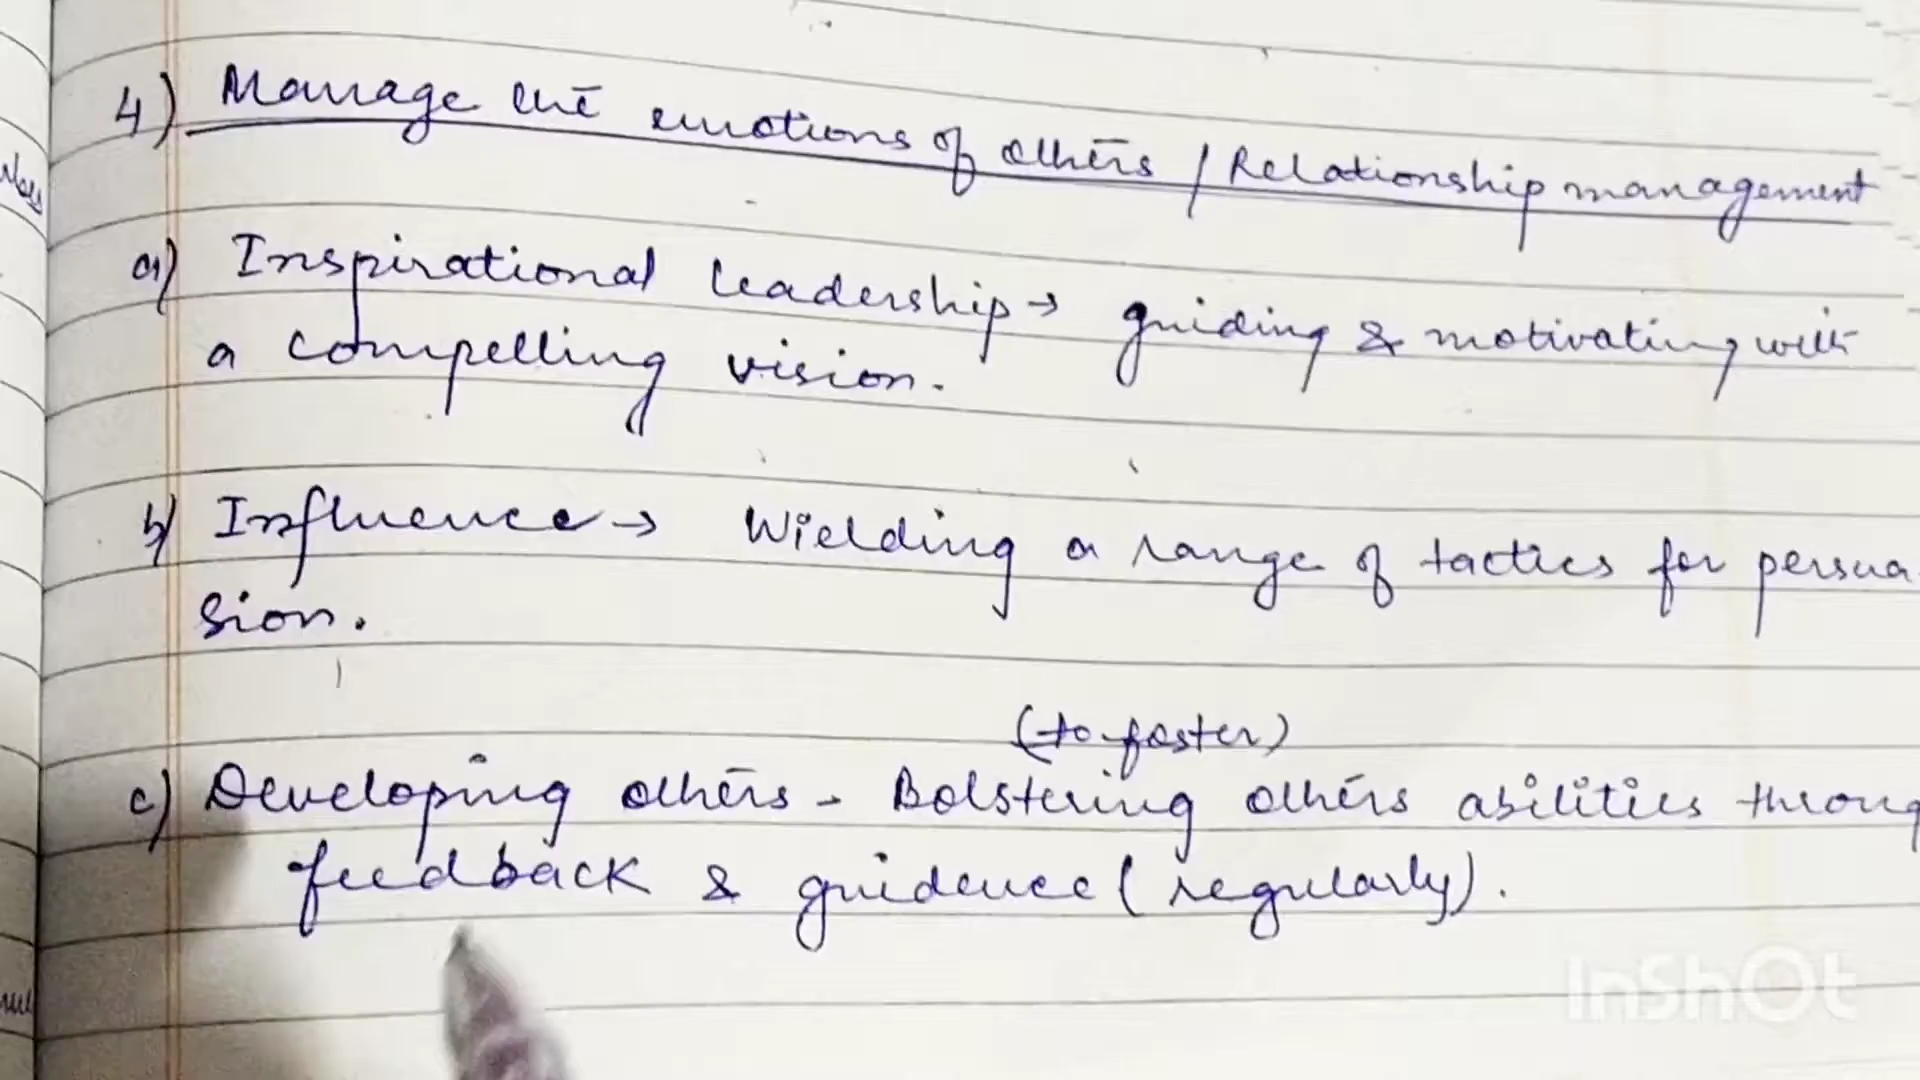 4) Manage the emotions of others / Relationship management
a) Inspirational leadership → guiding & motivating with
a compelling vision.
b) Influence → Wielding a range of tactics for persua-
sion.
(to foster)
c) Developing others - Bolstering others abilities throug
feedback & guidence (regularly).
InShOt